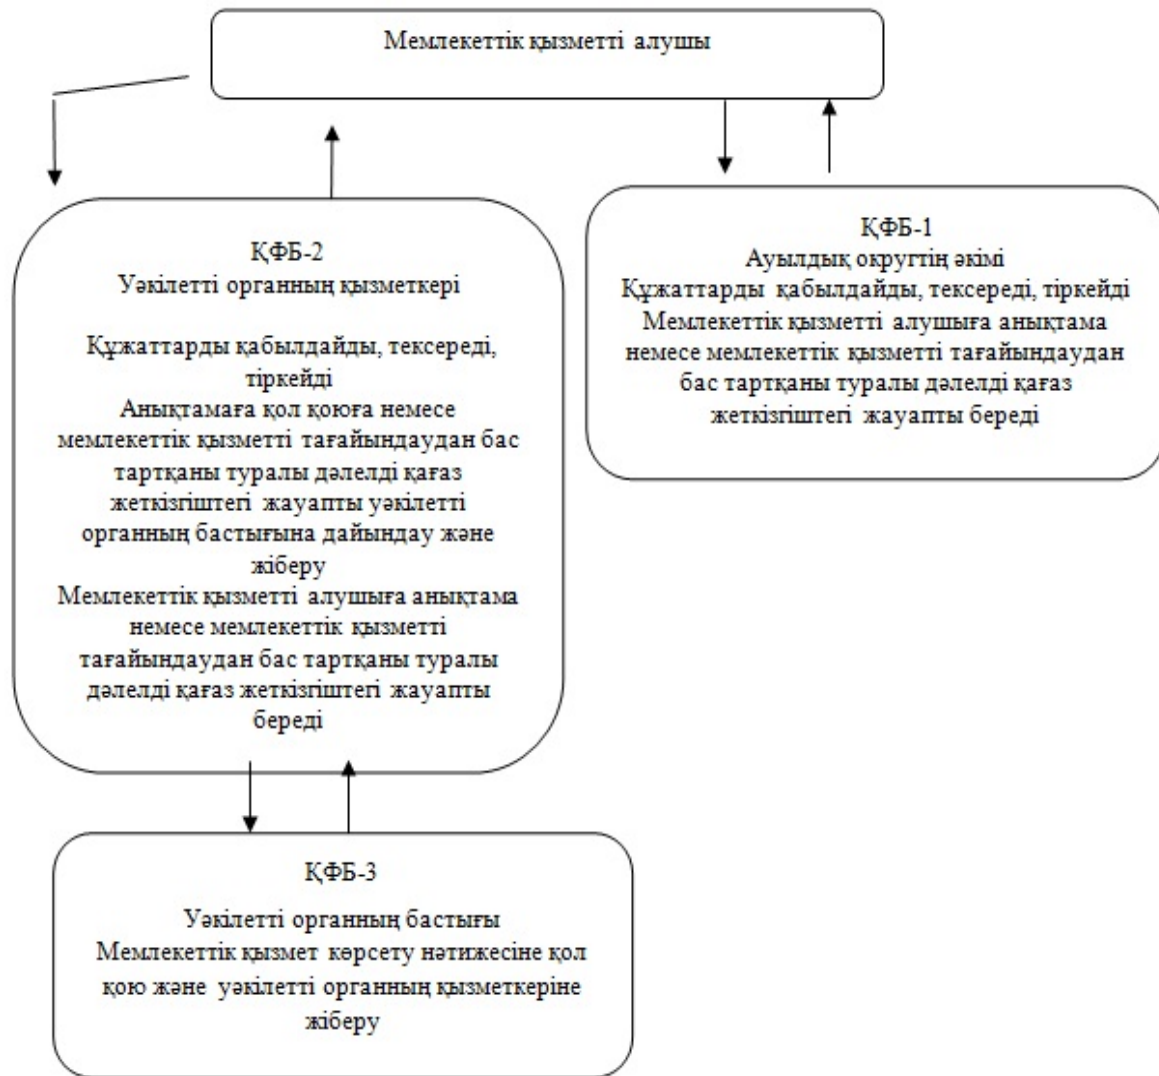 Мемлекеттік қызметті алушы
ҚФБ-2
Уәкілетті органның қызметкері
Құжаттарды қабылдайды, тексереді,
тіркейді
Анықтамаға қол қоюға немесе
мемлекеттік қызметті тағайындаудан бас
тартқаны туралы дәлелді қағаз
жеткізгіштегі жауапты уәкілетті
органның бастығына дайындау және
жіберу
Мемлекеттік қызметті алушыға анықтама
немесе мемлекеттік қызметті
тағайындаудан бас тартқаны туралы
дәлелді қағаз жеткізгіштегі жауапты
береді
ҚФБ-1
Ауылдық округтің әкімі
Құжаттарды қабылдайды, тексереді, тіркейді
Мемлекеттік қызметті алушыға анықтама
немесе мемлекеттік қызметті тағайындаудан
бас тартқаны туралы дәлелді қағаз
жеткізгіштегі жауапты береді
ҚФБ-3
Уәкілетті органның бастығы
Мемлекеттік қызмет көрсету нәтижесіне қол
қою және уәкілетті органның қызметкеріне
жіберу